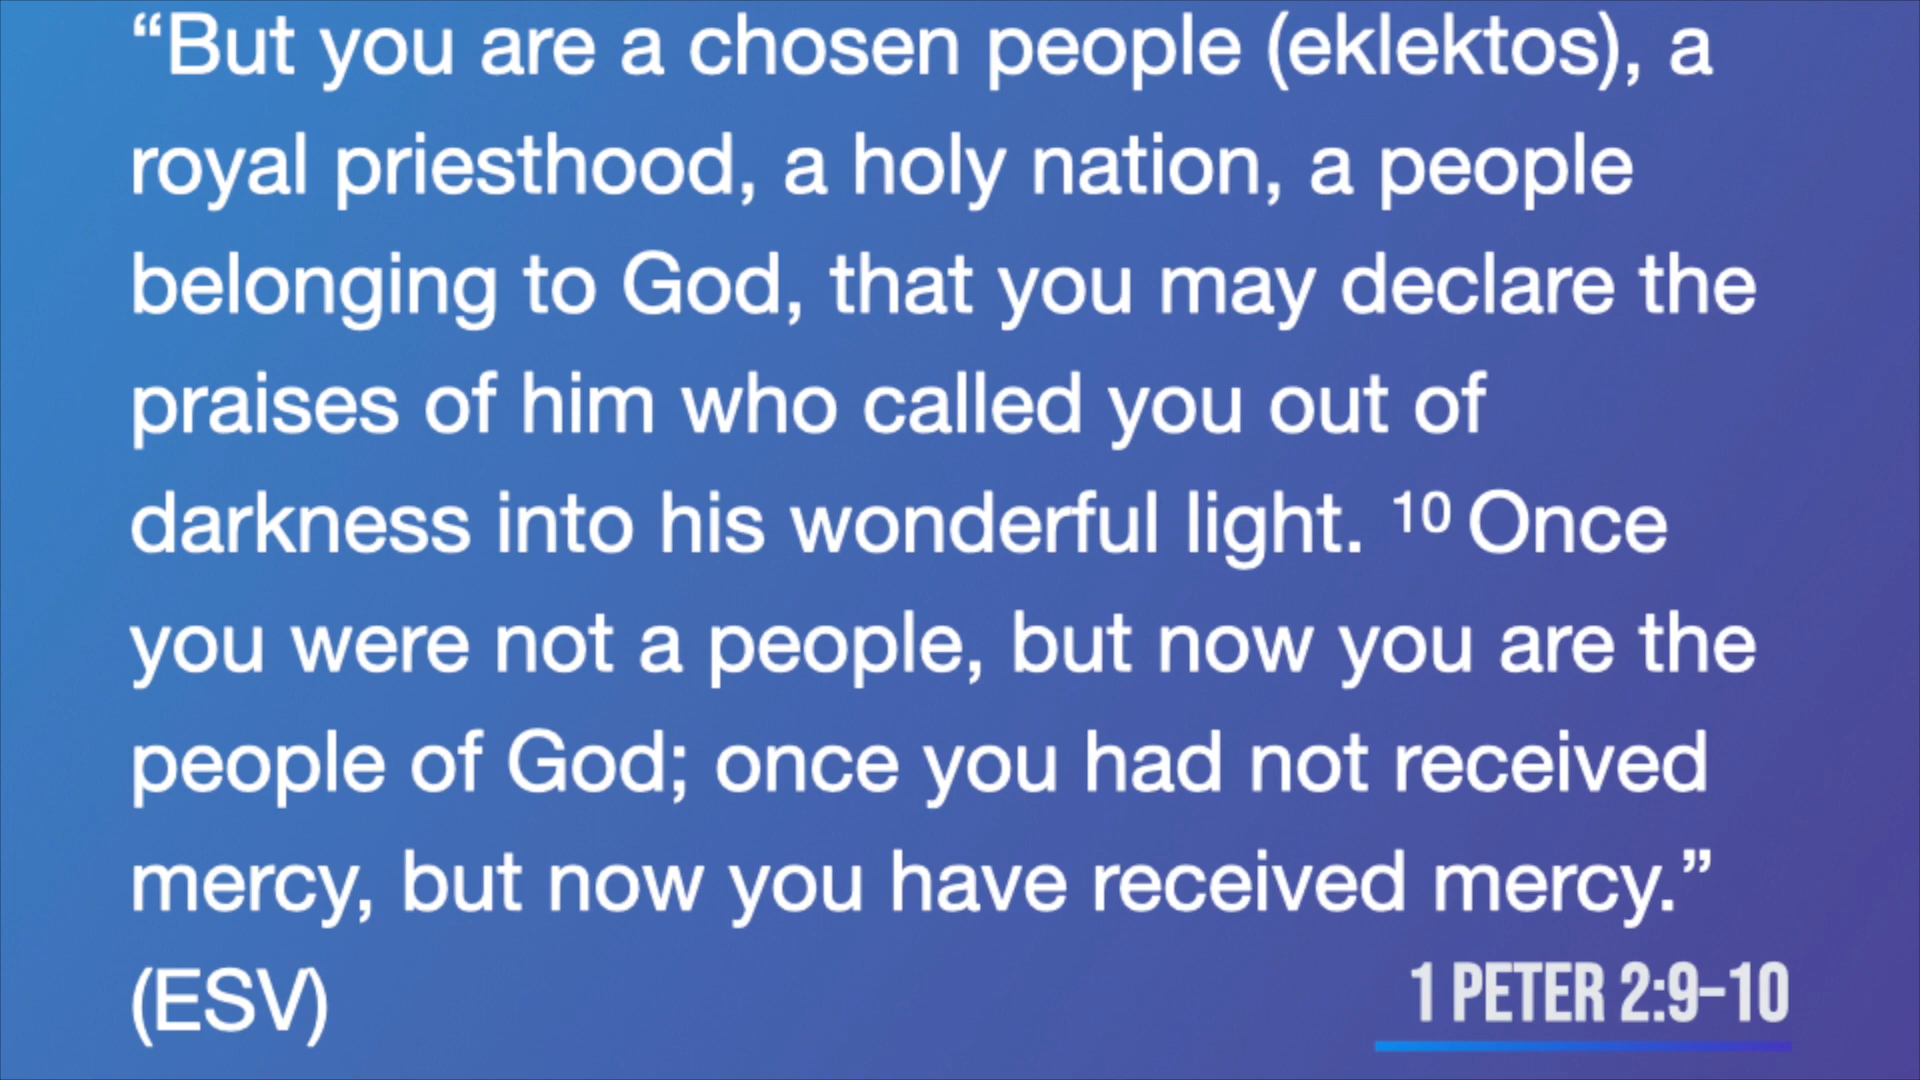 “But you are a chosen people (eklektos), a
royal priesthood, a holy nation, a people
belonging to God, that you may declare the
praises of him who called you out of
darkness into his wonderful light. ¹⁰ Once
you were not a people, but now you are the
people of God; once you had not received
mercy, but now you have received mercy.”
(ESV)
1 PETER 2:9–10